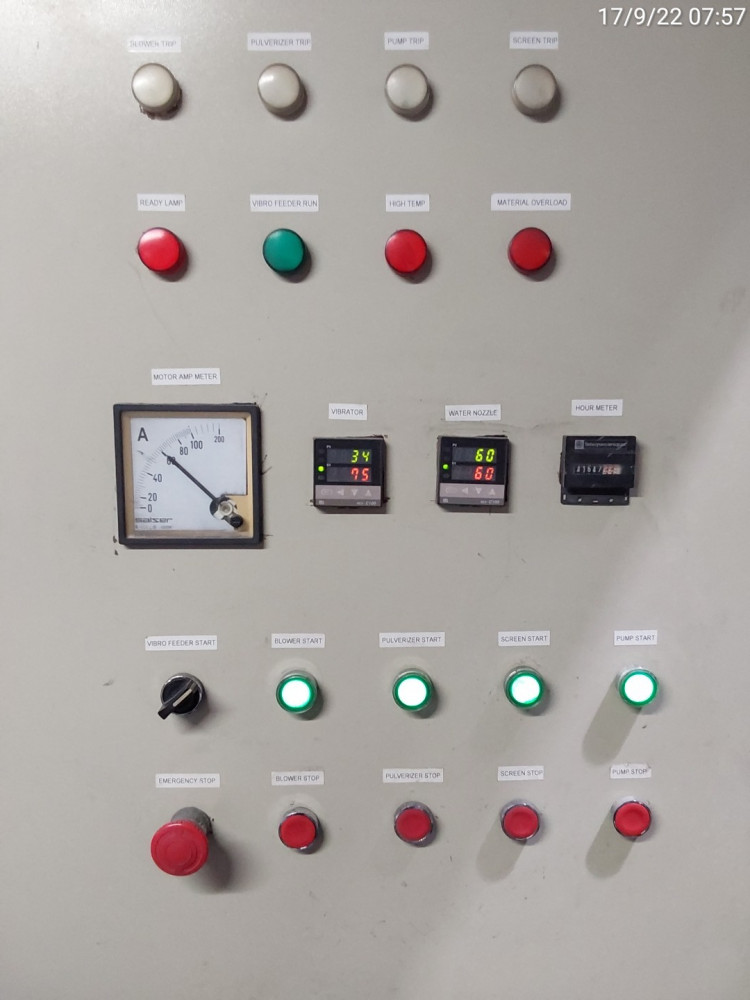 17/9/22 07:57
BLOWER TRIP
PULVERIZER TRIP
PUMP TRIP
SCREEN TRIP
READY LAMP
VIBRO FEEDER RUN
HIGH TEMP
MATERIAL OVERLOAD
MOTOR AMP METER
VIBRATOR
WATER NOZZLE
HOUR METER
A
0
20
40
60
80
100
200
PV
34
75
PV
60
60
VIBRO FEEDER START
BLOWER START
PULVERIZER START
SCREEN START
PUMP START
EMERGENCY STOP
BLOWER STOP
PULVERIZER STOP
SCREEN STOP
PUMP STOP